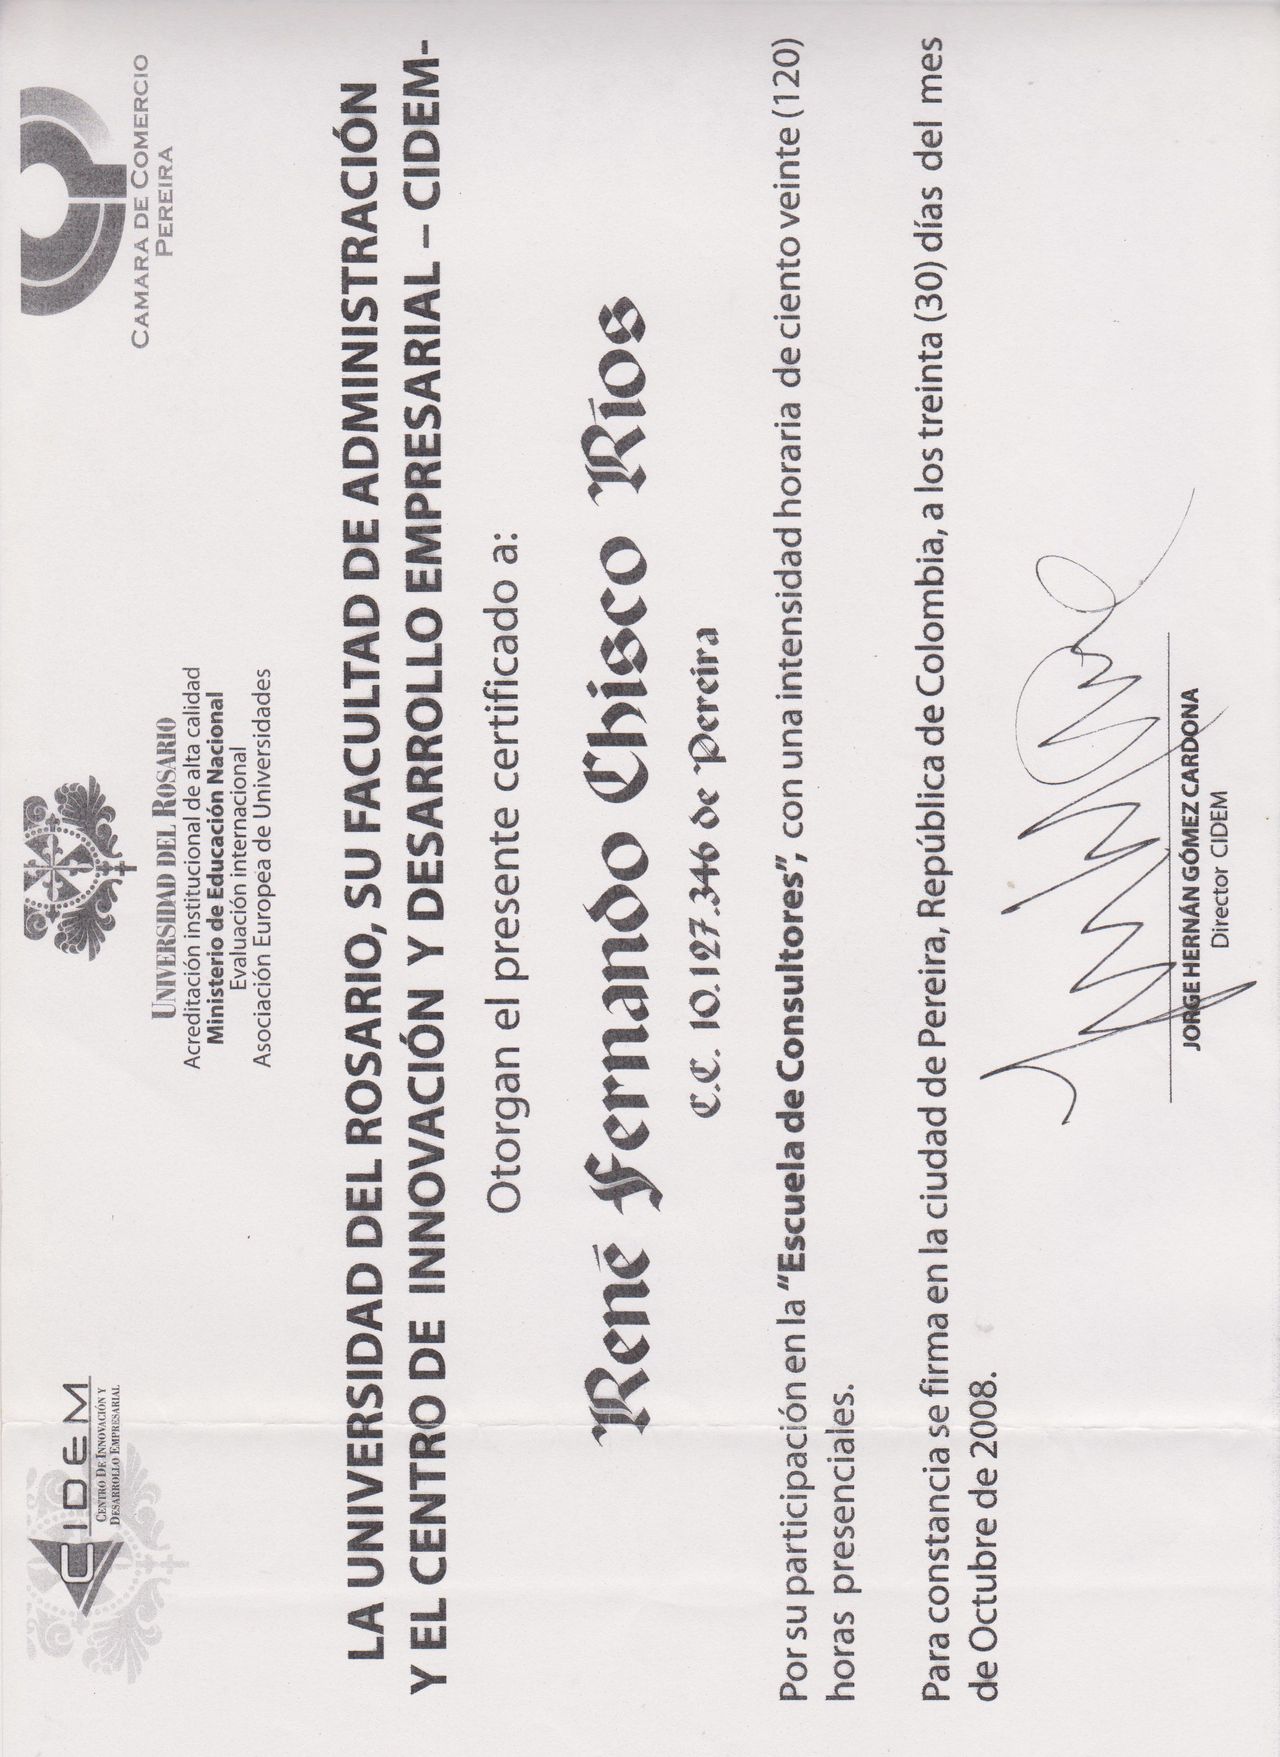 CIDEM
CENTRO DE INNOVACIÓN Y
DESARROLLO EMPRESARIAL
UNIVERSIDAD DEL ROSARIO
Acreditación institucional de alta calidad
Ministerio de Educación Nacional
Evaluación internacional
Asociación Européa de Universidades
CAMARA DE COMERCIO
PEREIRA
LA UNIVERSIDAD DEL ROSARIO, SU FACULTAD DE ADMINISTRACIÓN
Y EL CENTRO DE INNOVACIÓN Y DESARROLLO EMPRESARIAL – CIDEM-
Otorgan el presente certificado a:
René Fernando Chisco Ríos
C.C. 10.127.346 de Pereira
Por su participación en la "Escuela de Consultores", con una intensidad horaria de ciento veinte (120)
horas presenciales.
Para constancia se firma en la ciudad de Pereira, República de Colombia, a los treinta (30) días del mes
de Octubre de 2008.
JORGE HERNÁN GÓMEZ CARDONA
Director CIDEM